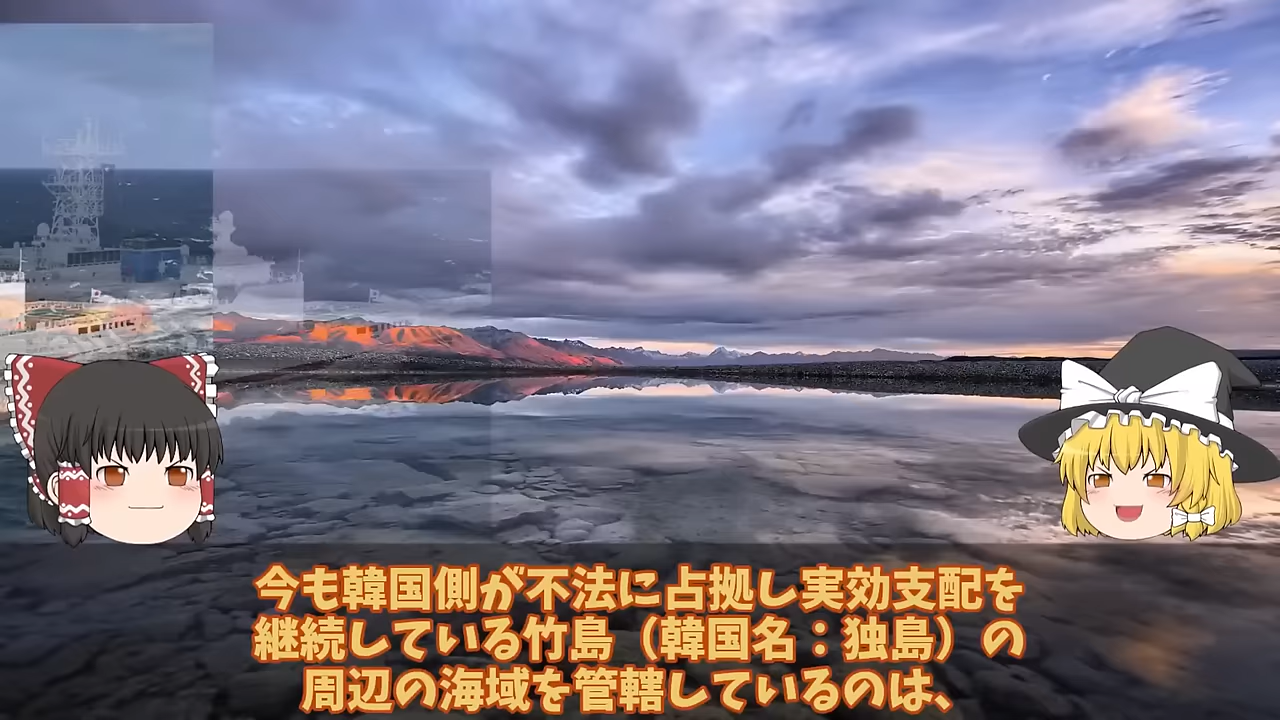 今も韓国側が不法に占拠し実効支配を
継続している竹島（韓国名：独島）の
周辺の海域を管轄しているのは、